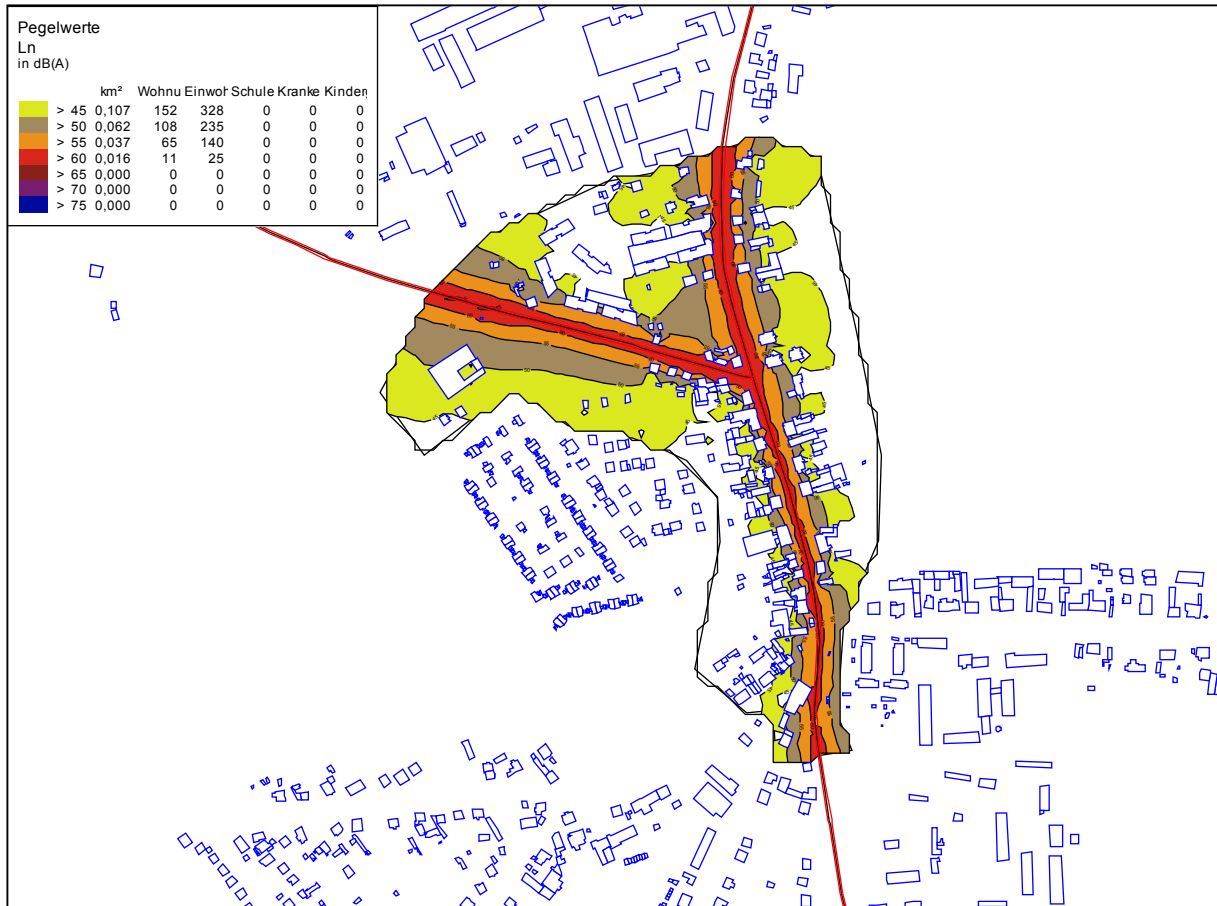 Pegelwerte
Ln
in dB(A)
km² Wohnu Einwoh Schule Kranke Kinder
> 45 0,107 152 328 0 0 0
> 50 0,062 108 235 0 0 0
> 55 0,037 65 140 0 0 0
> 60 0,016 11 25 0 0 0
> 65 0,000 0 0 0 0 0
> 70 0,000 0 0 0 0 0
> 75 0,000 0 0 0 0 0